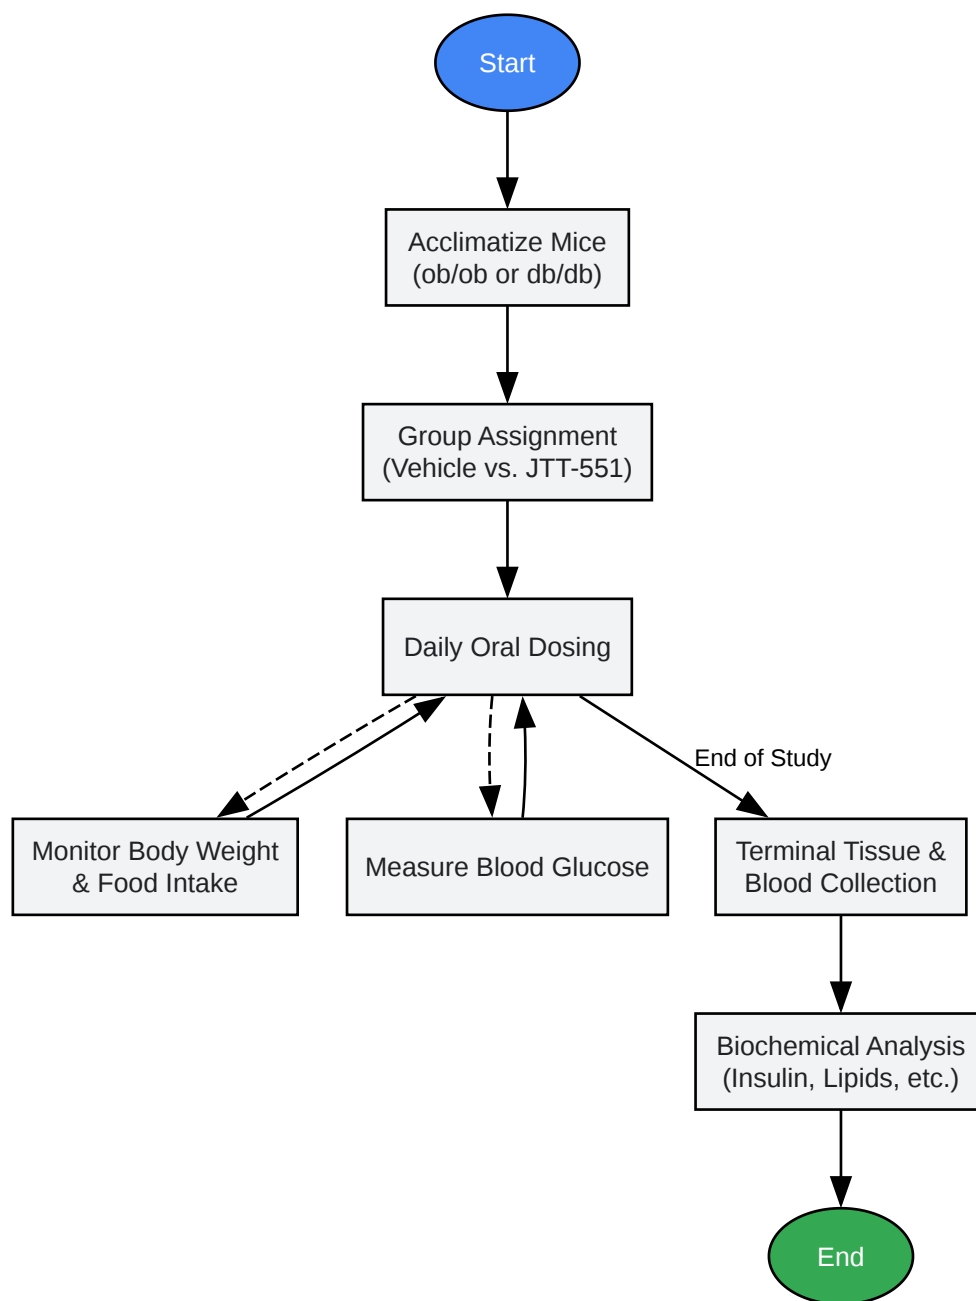 Start
Acclimatize Mice
(ob/ob or db/db)
Group Assignment
(Vehicle vs. JTT-551)
Daily Oral Dosing
End of Study
Monitor Body Weight
& Food Intake
Measure Blood Glucose
Terminal Tissue &
Blood Collection
Biochemical Analysis
(Insulin, Lipids, etc.)
End